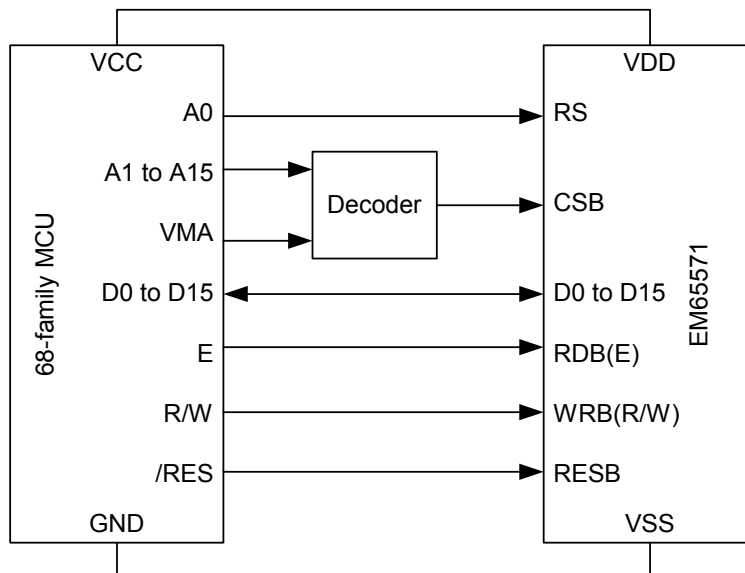 VCC
VDD
A0
RS
A1 to A15
Decoder
CSB
VMA
68-family MCU
D0 to D15
D0 to D15
EM65571
E
RDB(E)
R/W
WRB(R/W)
/RES
RESB
GND
VSS